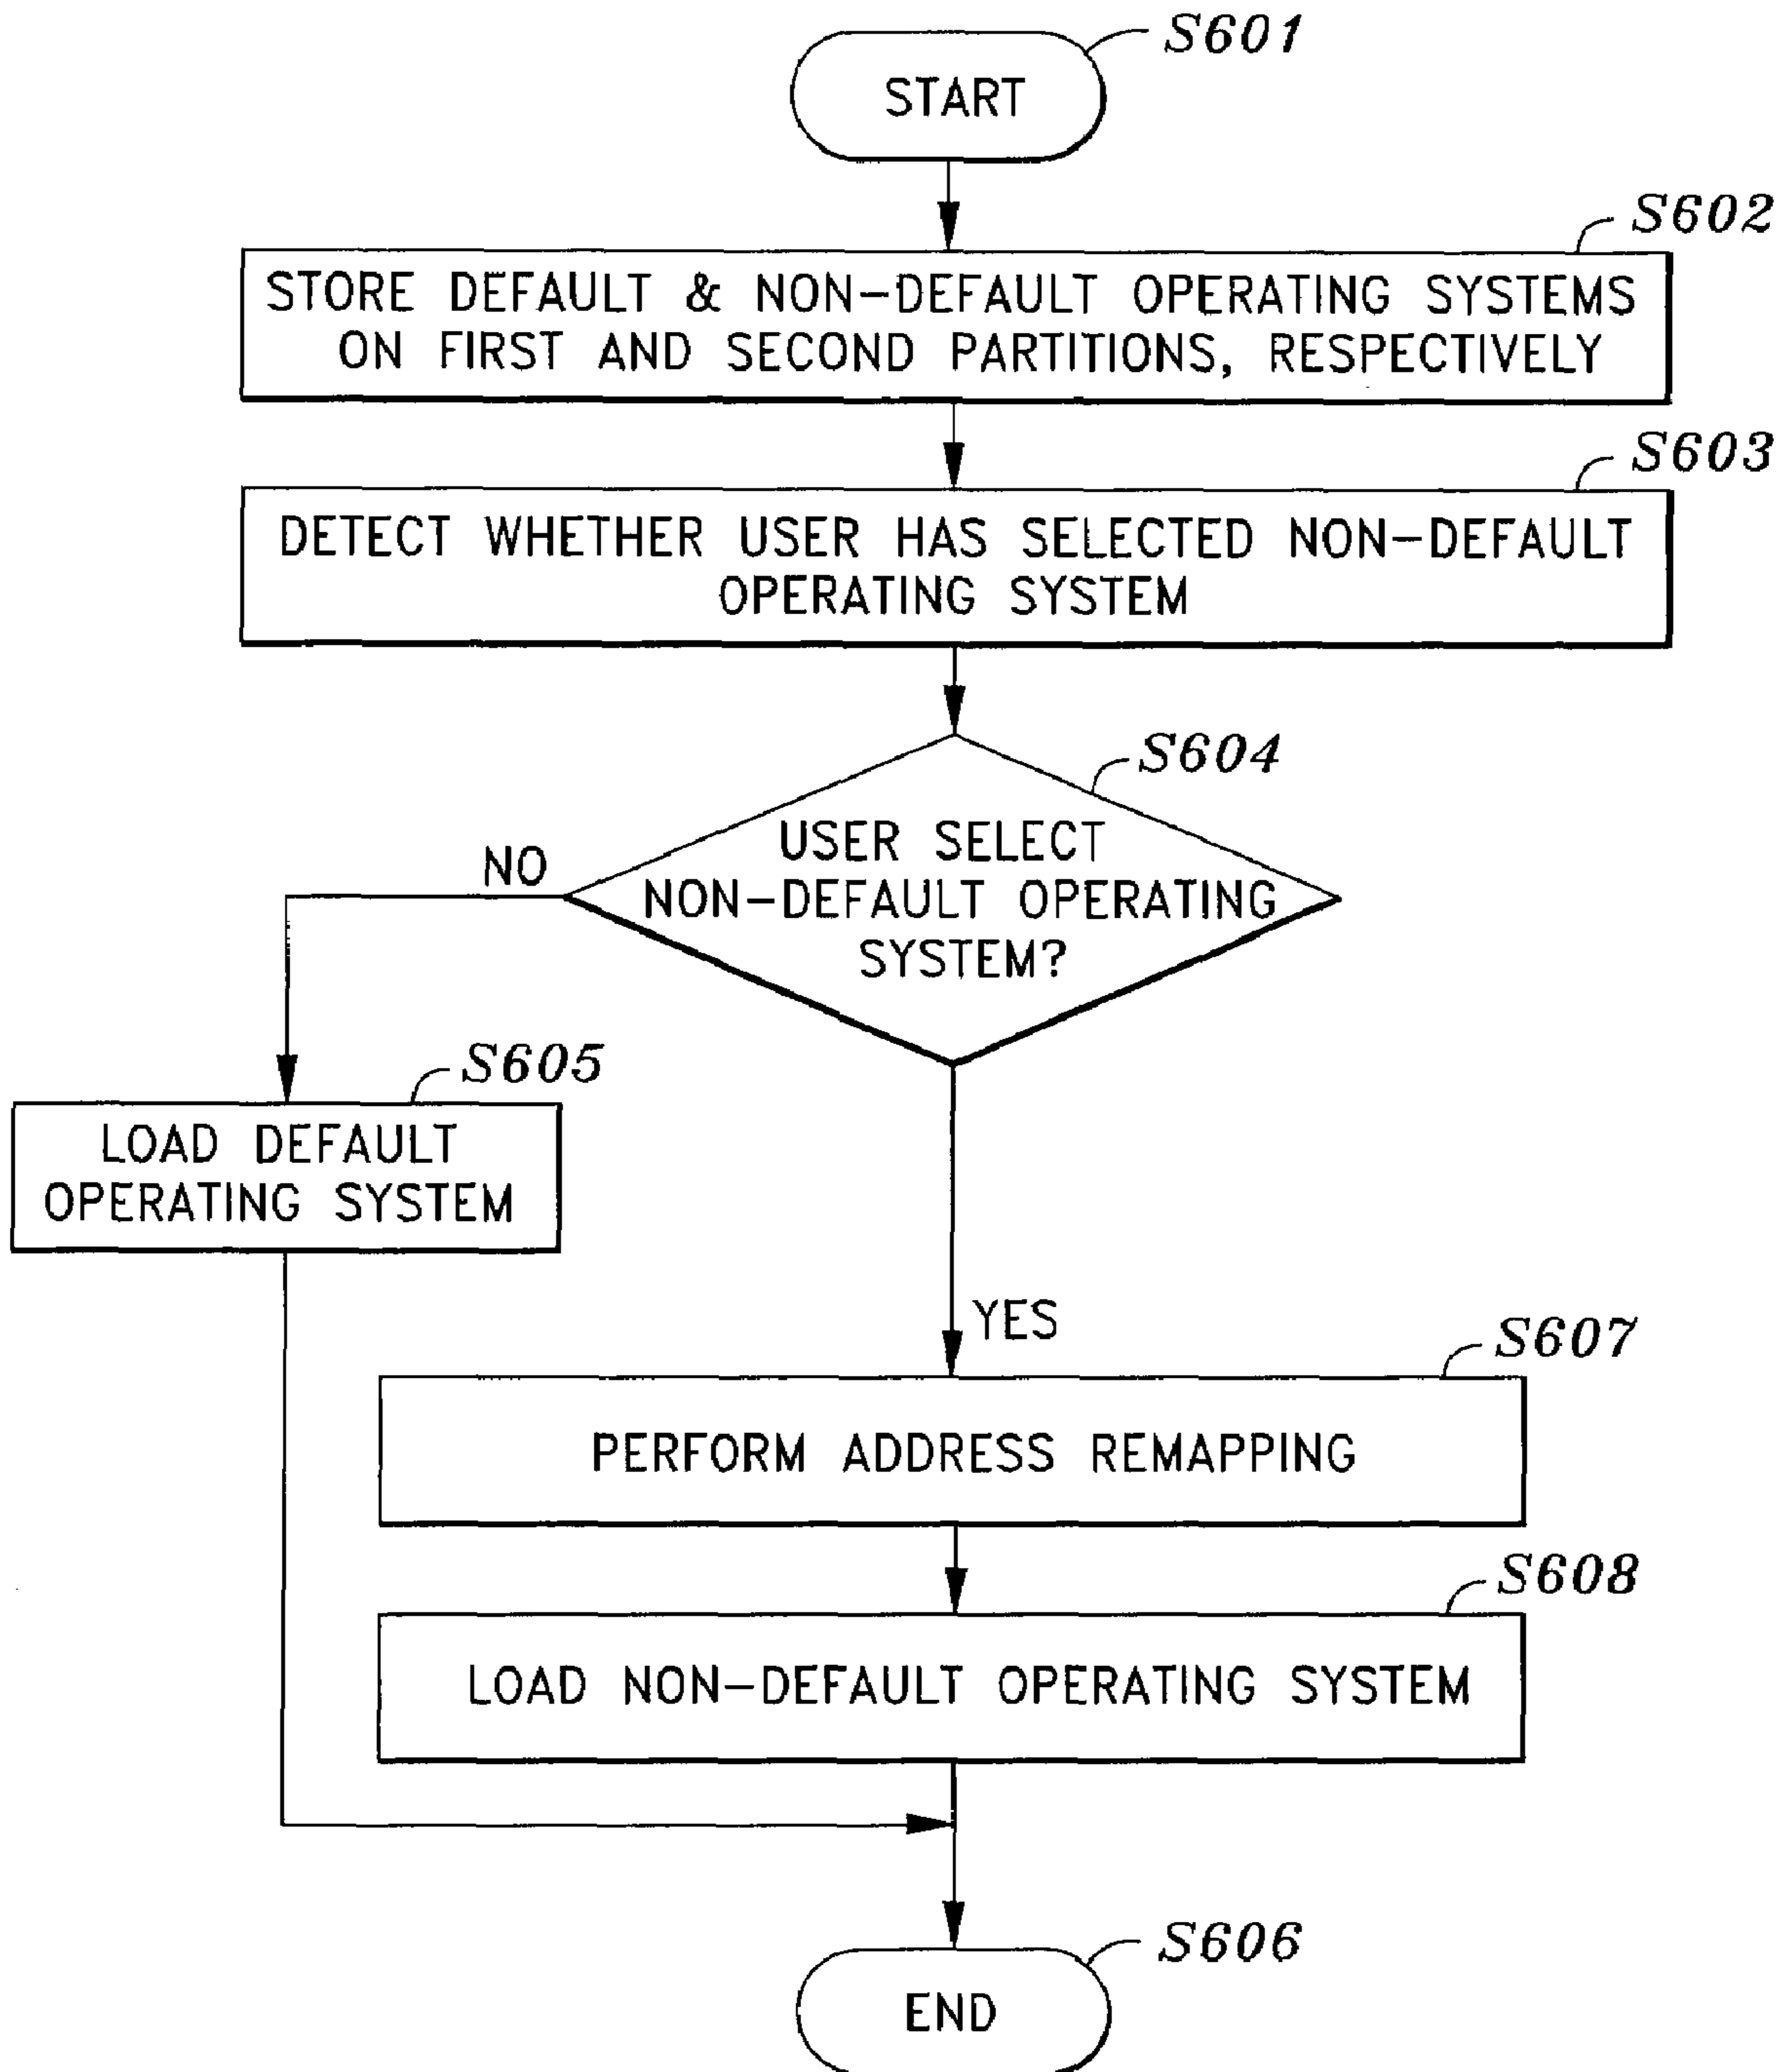 S601
START
S602
STORE DEFAULT & NON-DEFAULT OPERATING SYSTEMS
ON FIRST AND SECOND PARTITIONS, RESPECTIVELY
S603
DETECT WHETHER USER HAS SELECTED NON-DEFAULT
OPERATING SYSTEM
S604
USER SELECT
NON-DEFAULT OPERATING
SYSTEM?
NO
S605
LOAD DEFAULT
OPERATING SYSTEM
YES
S607
PERFORM ADDRESS REMAPPING
S608
LOAD NON-DEFAULT OPERATING SYSTEM
S606
END